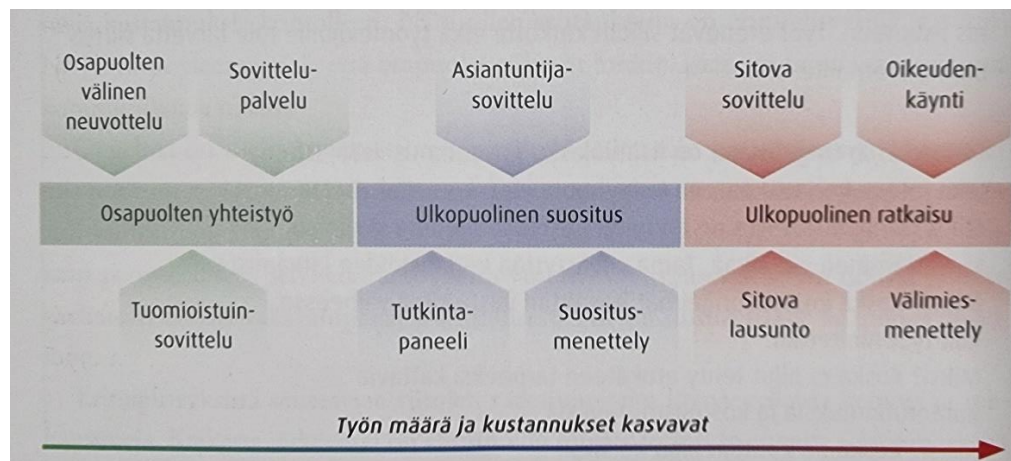 Osapuolten
välinen
neuvottelu
Sovittelu-
palvelu
Asiantuntija-
sovittelu
Sitova
sovittelu
Oikeuden-
käynti
Osapuolten yhteistyö
Ulkopuolinen suositus
Ulkopuolinen ratkaisu
Tuomioistuin-
sovittelu
Tutkinta-
paneeli
Suositus-
menettely
Sitova
lausunto
Välimies-
menettely
Työn määrä ja kustannukset kasvavat